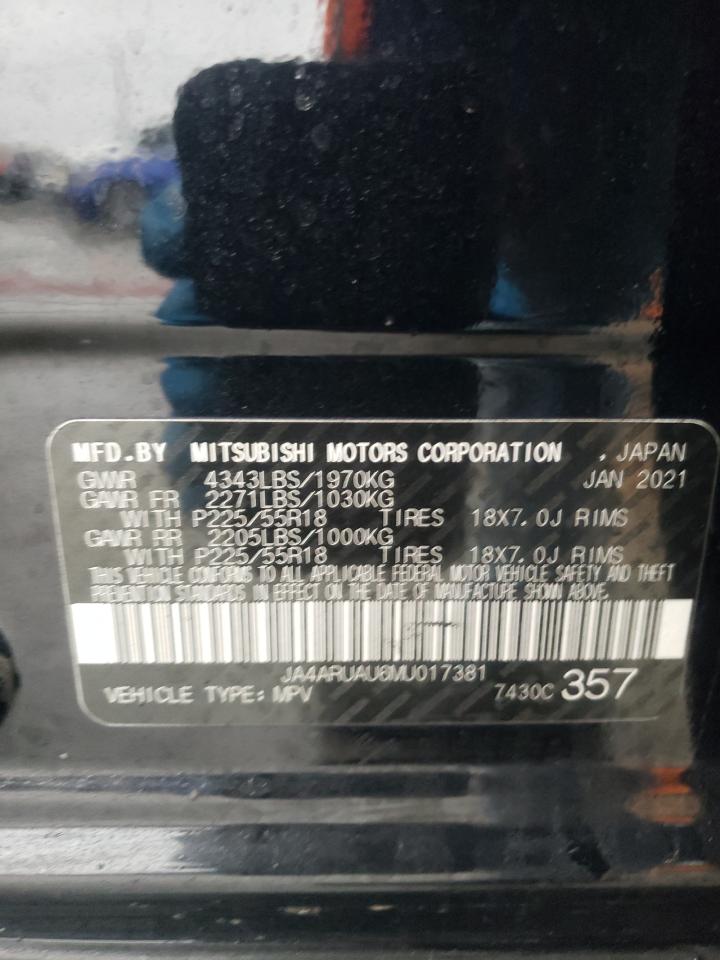 MFD.BY MITSUBISHI MOTORS CORPORATION , JAPAN
GVWR 4343LBS/1970KG JAN 2021
GAWR FR 2271LBS/1030KG
WITH P225/55R18 TIRES 18X7.0J RIMS
GAWR RR 2205LBS/1000KG
WITH P225/55R18 TIRES 18X7.0J RIMS
THIS VEHICLE CONFORMS TO ALL APPLICABLE FEDERAL MOTOR VEHICLE SAFETY AND THEFT
PREVENTION STANDARDS IN EFFECT ON THE DATE OF MANUFACTURE SHOWN ABOVE.
JA4ARUAU6MU017381
VEHICLE TYPE: MPV 7430C 357